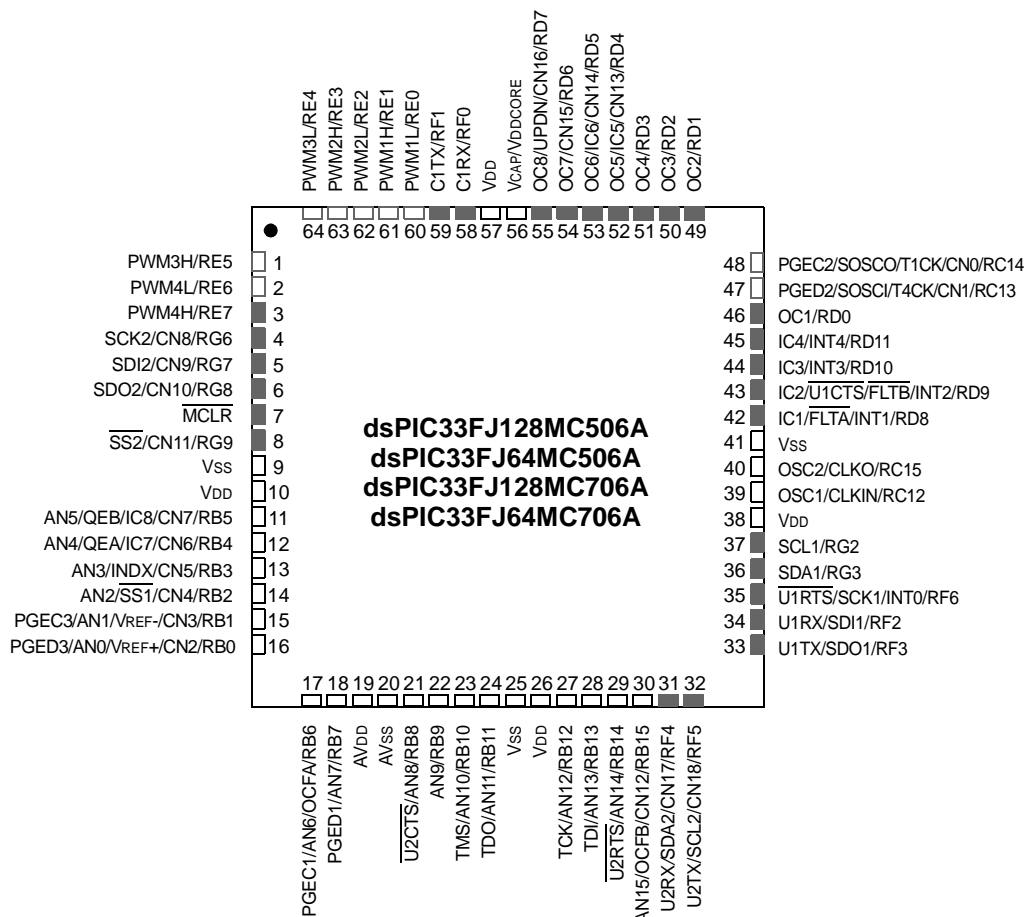 PWM3L/RE4
PWM2H/RE3
PWM2L/RE2
PWM1H/RE1
PWM1L/RE0
C1TX/RF1
C1RX/RF0
VDD
VCAP/VDDCORE
OC8/UPDN/CN16/RD7
OC7/CN15/RD6
OC6/IC6/CN14/RD5
OC5/IC5/CN13/RD4
OC4/RD3
OC3/RD2
OC2/RD1
64 63 62 61 60 59 58 57 56 55 54 53 52 51 50 49
PWM3H/RE5 1
PWM4L/RE6 2
PWM4H/RE7 3
SCK2/CN8/RG6 4
SDI2/CN9/RG7 5
SDO2/CN10/RG8 6
MCLR 7
SS2/CN11/RG9 8
VSS 9
VDD 10
AN5/QEB/IC8/CN7/RB5 11
AN4/QEA/IC7/CN6/RB4 12
AN3/INDX/CN5/RB3 13
AN2/SS1/CN4/RB2 14
PGEC3/AN1/VREF-/CN3/RB1 15
PGED3/AN0/VREF+/CN2/RB0 16
dsPIC33FJ128MC506A
dsPIC33FJ64MC506A
dsPIC33FJ128MC706A
dsPIC33FJ64MC706A
48 PGEC2/SOSCO/T1CK/CN0/RC14
47 PGED2/SOSCI/T4CK/CN1/RC13
46 OC1/RD0
45 IC4/INT4/RD11
44 IC3/INT3/RD10
43 IC2/U1CTS/FLTB/INT2/RD9
42 IC1/FLTA/INT1/RD8
41 VSS
40 OSC2/CLKO/RC15
39 OSC1/CLKIN/RC12
38 VDD
37 SCL1/RG2
36 SDA1/RG3
35 U1RTS/SCK1/INT0/RF6
34 U1RX/SDI1/RF2
33 U1TX/SDO1/RF3
17 18 19 20 21 22 23 24 25 26 27 28 29 30 31 32
PGEC1/AN6/OCFA/RB6
PGED1/AN7/RB7
AVDD
AVSS
U2CTS/AN8/RB8
AN9/RB9
TMS/AN10/RB10
TDO/AN11/RB11
VSS
VDD
TCK/AN12/RB12
TDI/AN13/RB13
U2RTS/AN14/RB14
AN15/OCFB/CN12/RB15
U2RX/SDA2/CN17/RF4
U2TX/SCL2/CN18/RF5